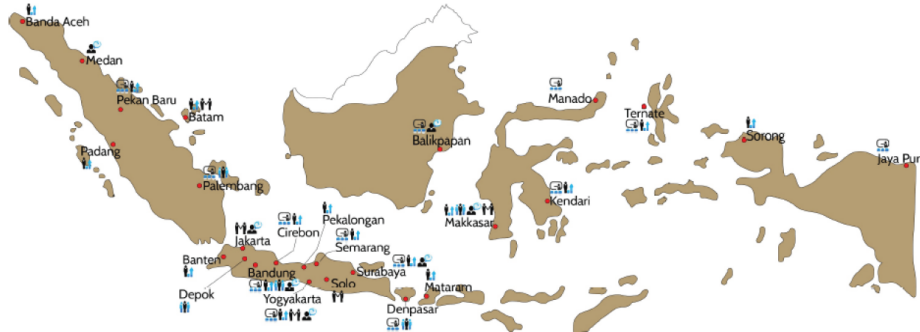 Banda Aceh
Medan
Pekan Baru
Batam
Padang
Palembang
Manado
Ternate
Balikpapan
Sorong
Jaya Pur
Kendari
Makkasar
Pekalongan
Cirebon
Jakarta
Semarang
Banten
Bandung
Surabaya
Solo
Mataram
Depok
Yogyakarta
Denpasar